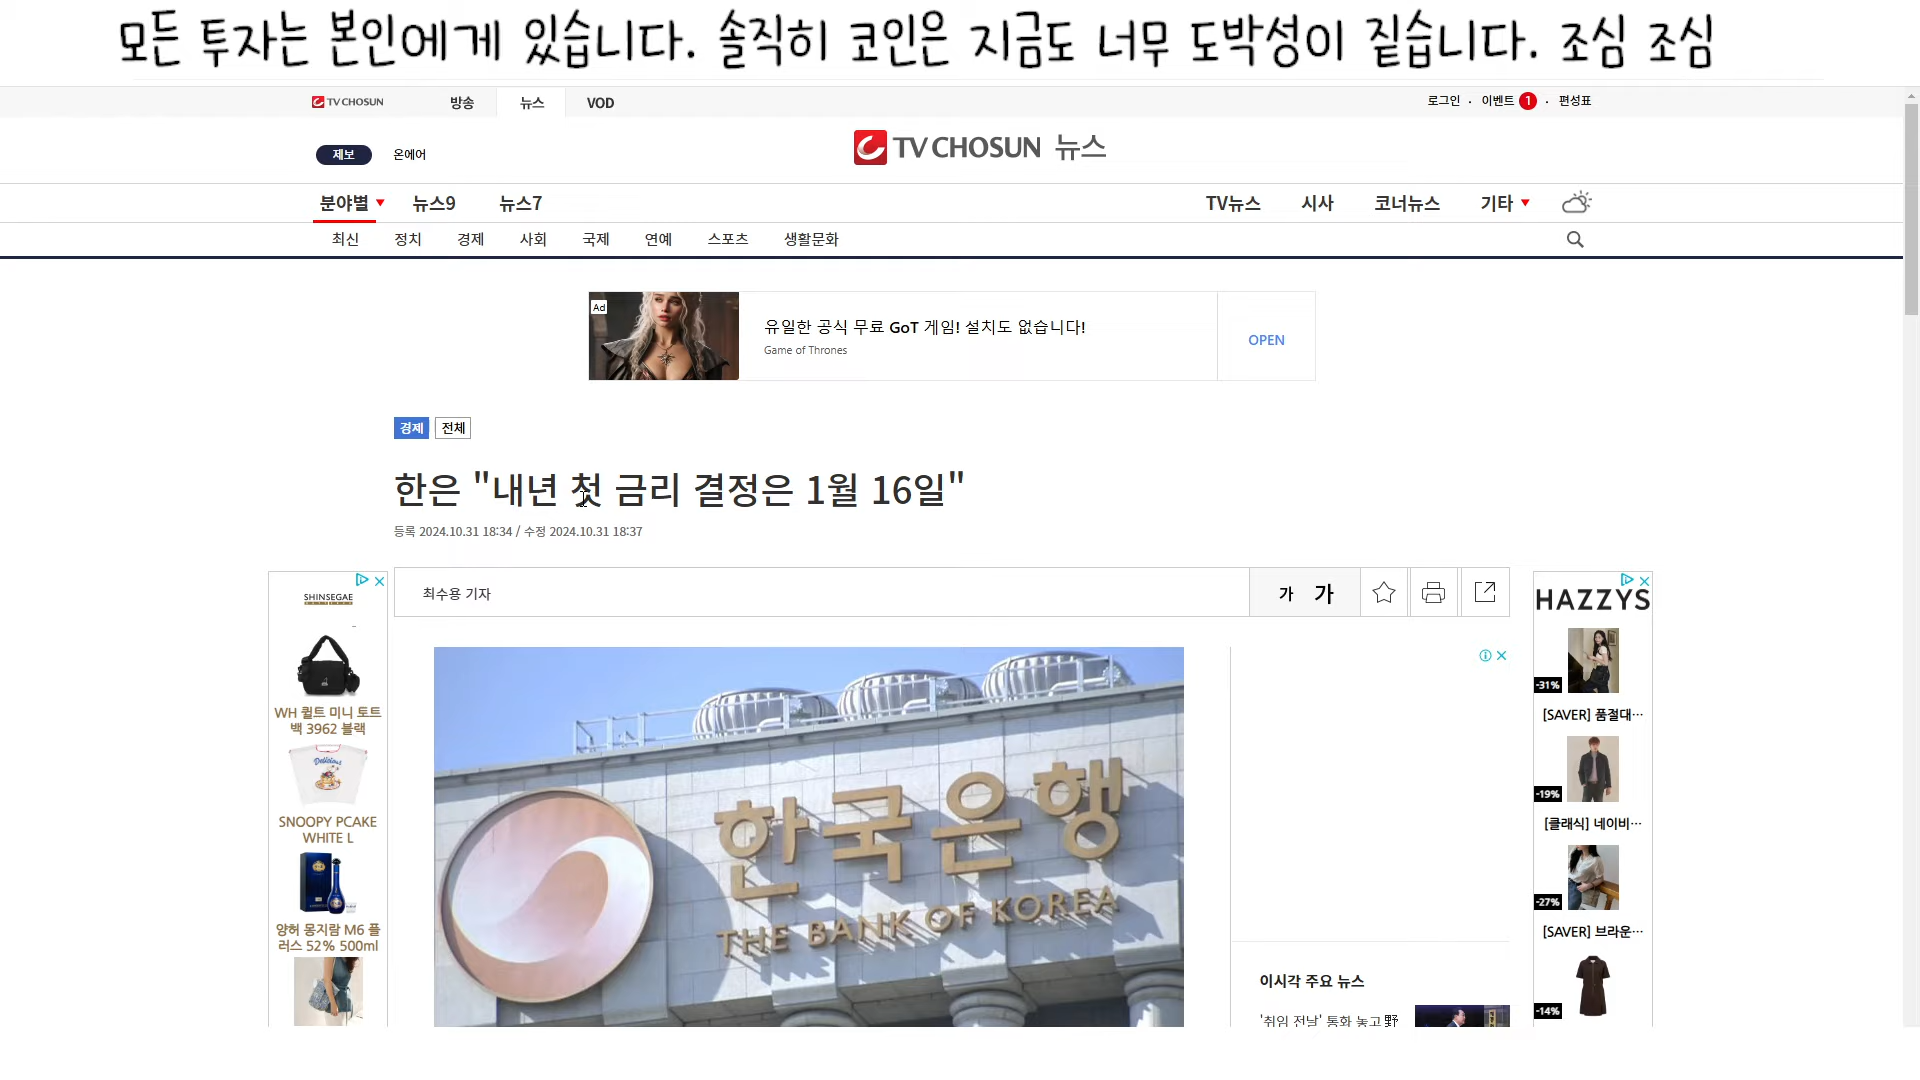 모든 투자는 본인에게 있습니다. 솔직히 코인은 지금도 너무 도박성이 짙습니다. 조심 조심
TV CHOSUN 방송 뉴스 VOD 로그인 · 이벤트 1 · 편성표
제보 온에어 TV CHOSUN 뉴스
분야별 뉴스9 뉴스7 TV뉴스 시사 코너뉴스 기타
최신 정치 경제 사회 국제 연예 스포츠 생활문화
Ad
유일한 공식 무료 GoT 게임! 설치도 없습니다!
Game of Thrones
OPEN
경제 전체
한은 "내년 첫 금리 결정은 1월 16일"
등록 2024.10.31 18:34 / 수정 2024.10.31 18:37
최수용 기자 가 가
SHINSEGAE
WH 퀼트 미니 토트
백 3962 블랙
Delicious
SNOOPY PCAKE
WHITE L
양허 몽지람 M6 플
러스 52% 500ml
한국은행
THE BANK OF KOREA
이시각 주요 뉴스
'취임 전날' 통화 놓고 野
HAZZYS
-31%
[SAVER] 품절대…
-19%
[클래식] 네이비…
-27%
[SAVER] 브라운…
-14%